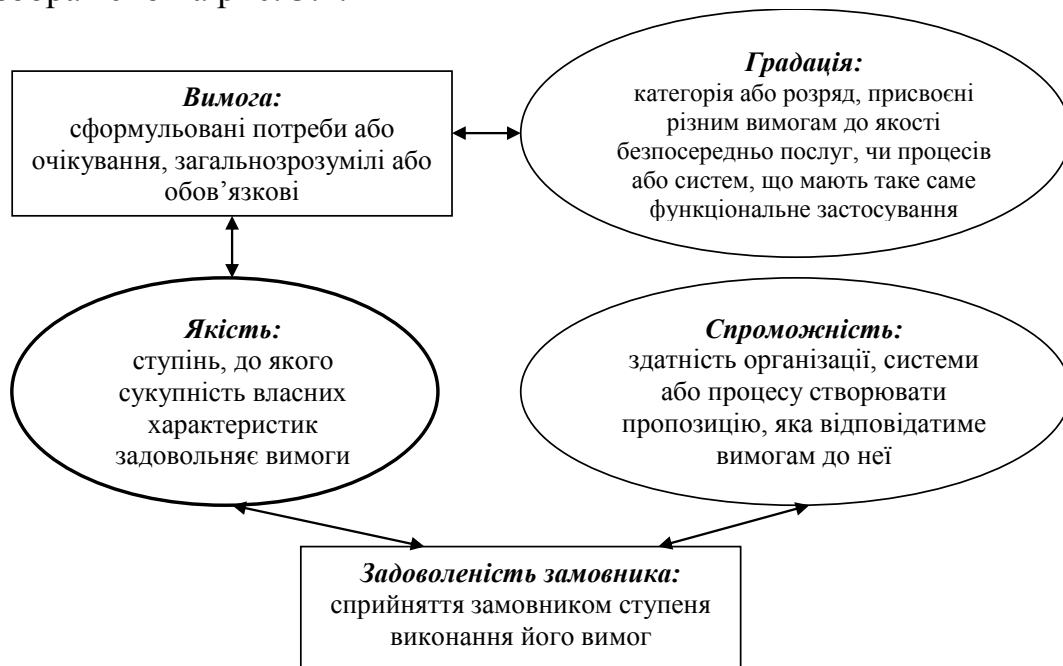 Вимога:
сформульовані потреби або
очікування, загальнозрозумілі або
обов’язкові
Градація:
категорія або розряд, присвоєні
різним вимогам до якості
безпосередньо послуг, чи процесів
або систем, що мають таке саме
функціональне застосування
Якість:
ступінь, до якого
сукупність власних
характеристик
задовольняє вимоги
Спроможність:
здатність організації, системи
або процесу створювати
пропозицію, яка відповідатиме
вимогам до неї
Задоволеність замовника:
сприйняття замовником ступеня
виконання його вимог